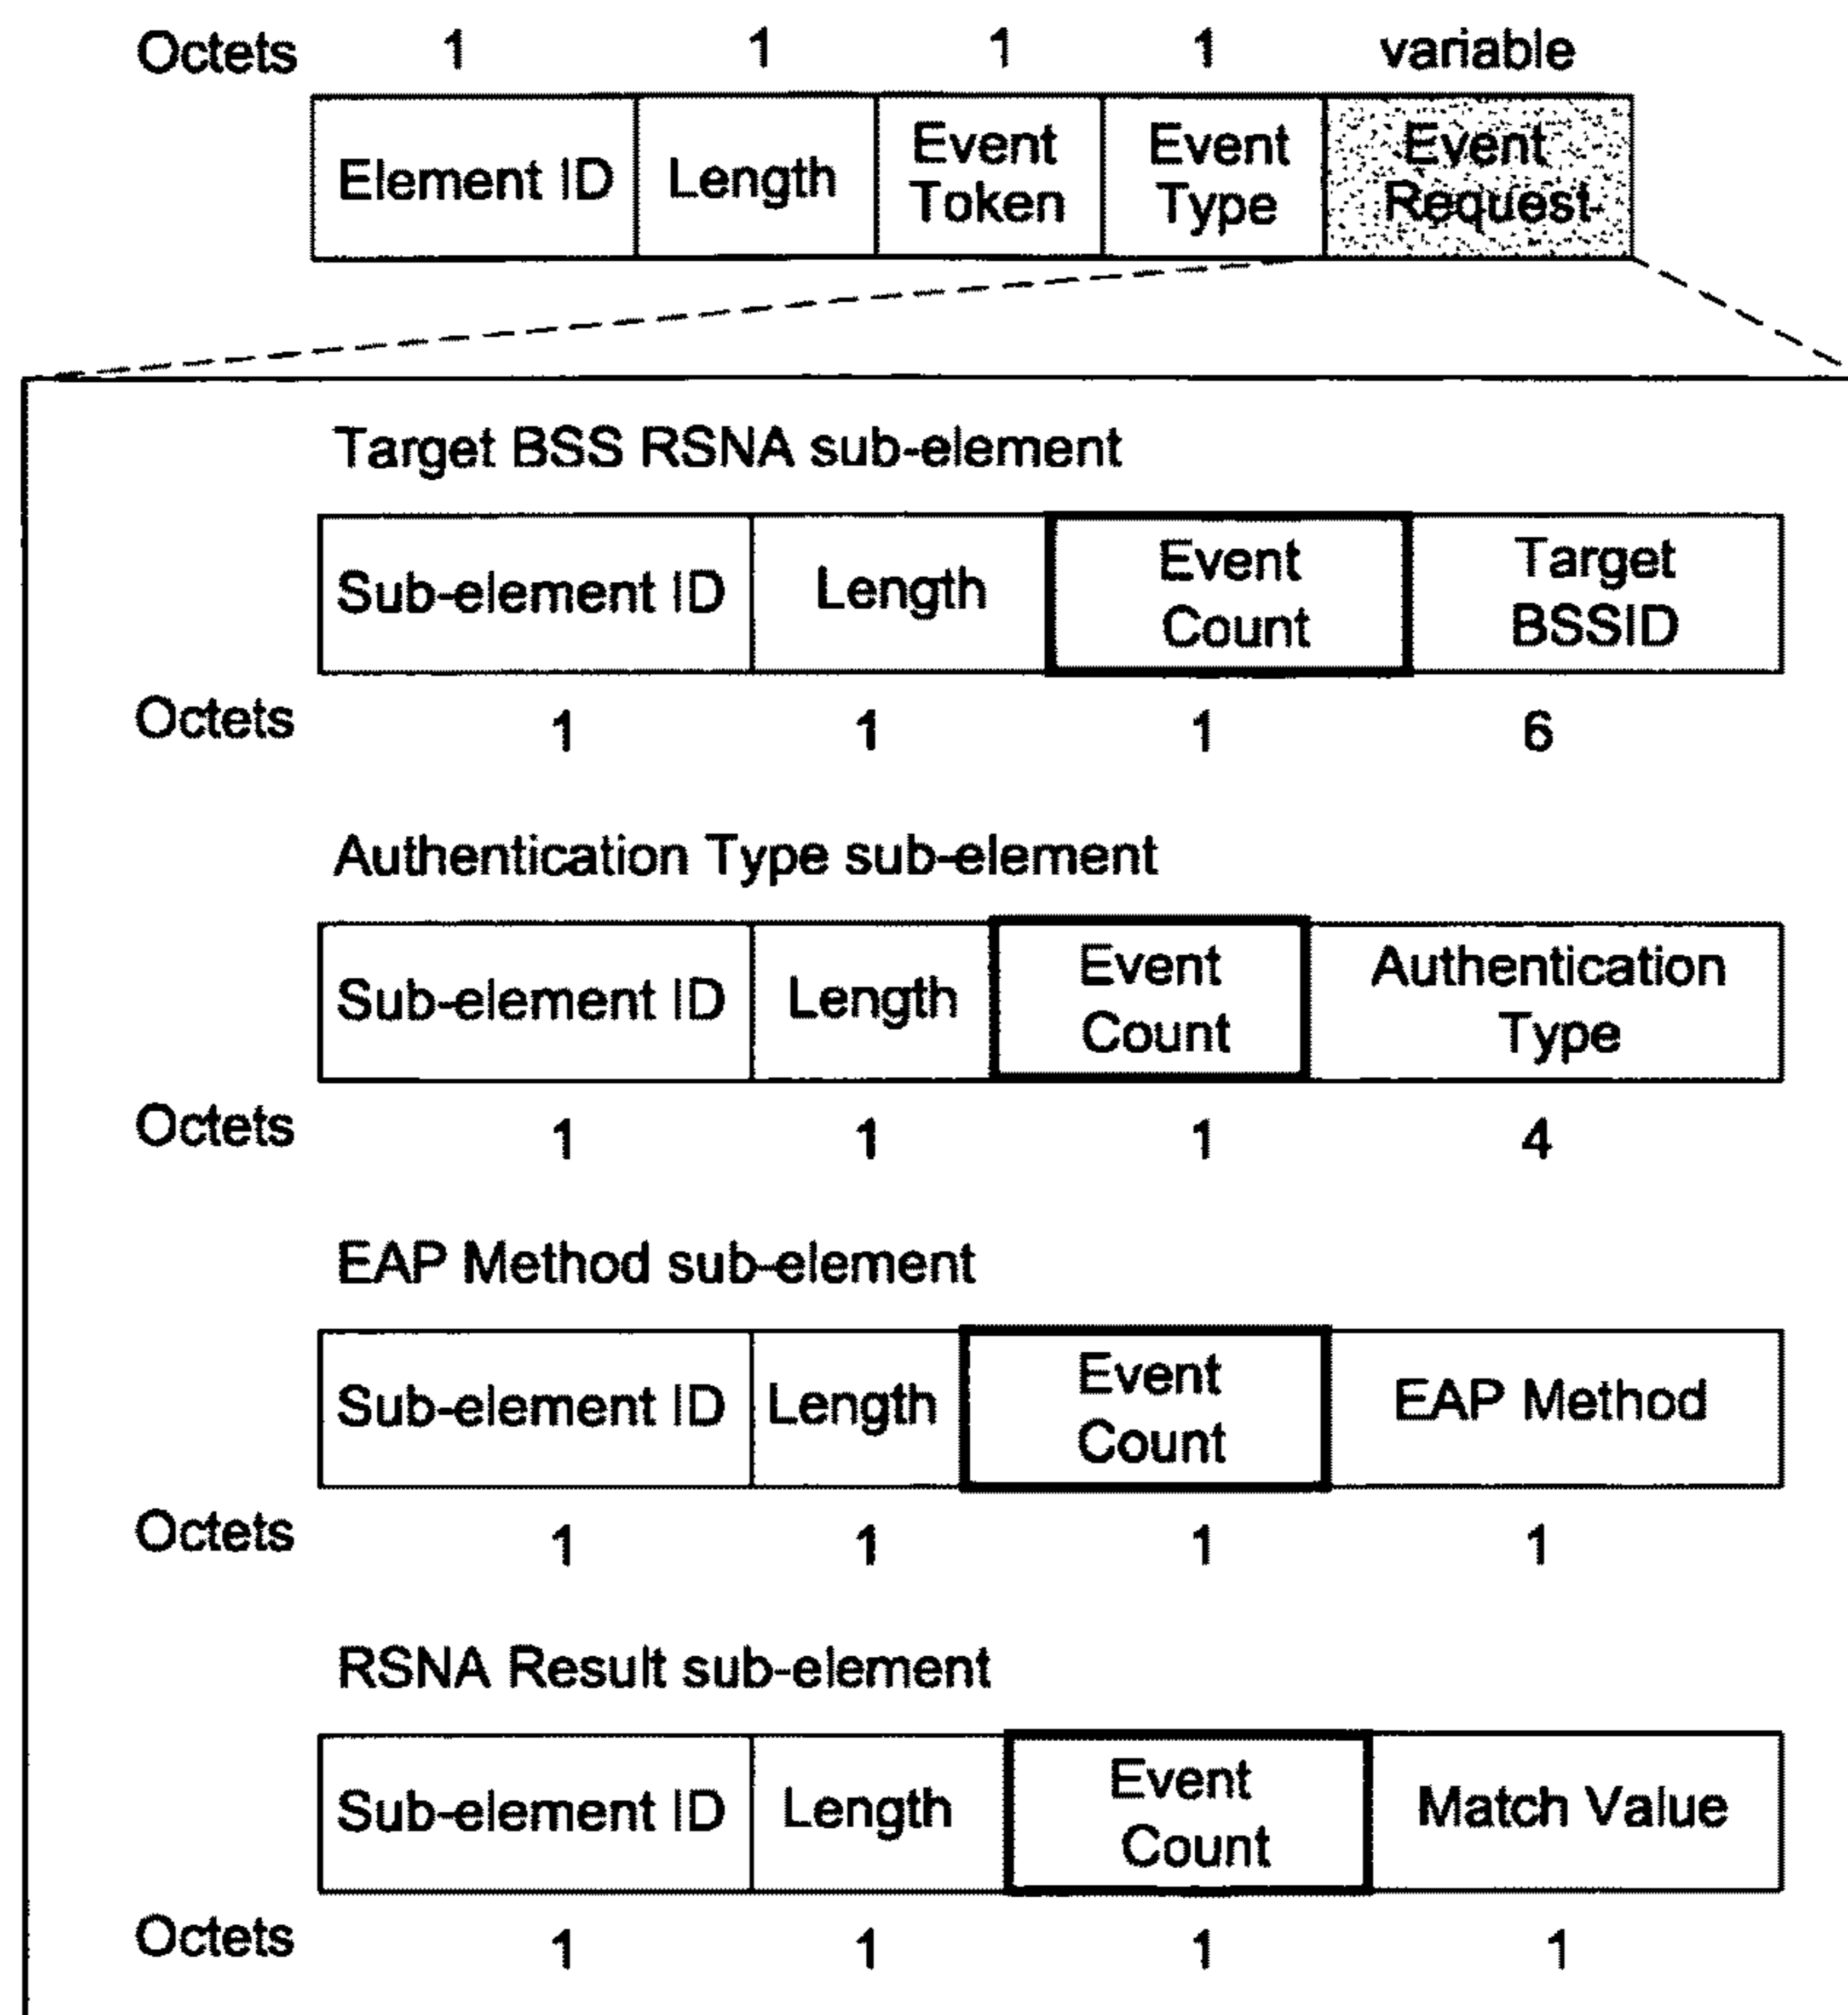 Octets 1 1 1 1 variable
Element ID Length Event Token Event Type Event Request
Target BSS RSNA sub-element
Sub-element ID Length Event Count Target BSSID
Octets 1 1 1 6
Authentication Type sub-element
Sub-element ID Length Event Count Authentication Type
Octets 1 1 1 4
EAP Method sub-element
Sub-element ID Length Event Count EAP Method
Octets 1 1 1 1
RSNA Result sub-element
Sub-element ID Length Event Count Match Value
Octets 1 1 1 1